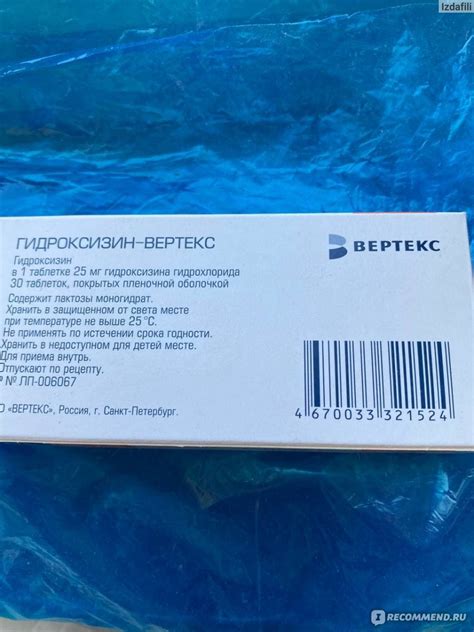 Izdafili
ГИДРОКСИЗИН-ВЕРТЕКС
ВЕРТЕКС
Гидроксизин
в 1 таблетке 25 мг гидроксизина гидрохлорида
30 таблеток, покрытых пленочной оболочкой
Содержит лактозы моногидрат.
Хранить в защищенном от света месте
при температуре не выше 25°C.
Не применять по истечении срока годности.
Хранить в недоступном для детей месте.
Для приема внутрь.
Отпускают по рецепту.
Р № ЛП-006067
О "ВЕРТЕКС", Россия, г. Санкт-Петербург.
4 670033 321524
I RECOMMEND.RU